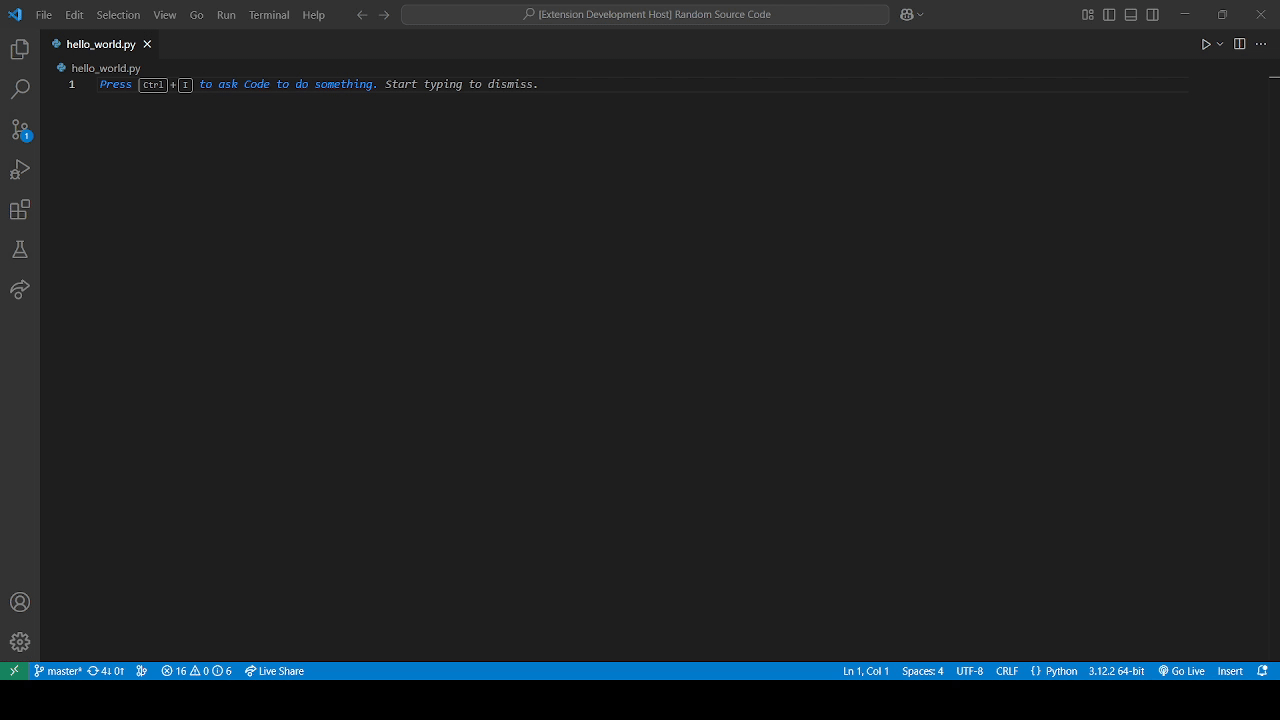 File Edit Selection View Go Run Terminal Help [Extension Development Host] Random Source Code
hello_world.py
hello_world.py
1 Press Ctrl+I to ask Code to do something. Start typing to dismiss.
1
master* 4↓ 0↑ 16 0 6 Live Share Ln 1, Col 1 Spaces: 4 UTF-8 CRLF {} Python 3.12.2 64-bit Go Live Insert